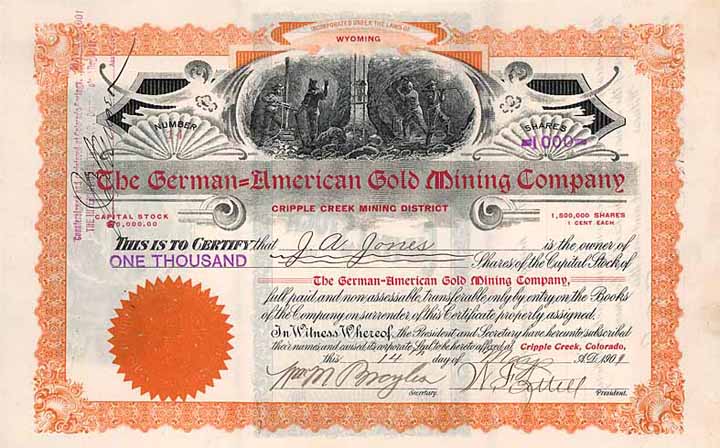 INCORPORATED UNDER THE LAWS OF
WYOMING
NUMBER
SHARES
=1000=
The German=American Gold Mining Company
CAPITAL STOCK
CRIPPLE CREEK MINING DISTRICT
1,500,000 SHARES
1 CENT EACH.
THIS IS TO CERTIFY that J. A. Jones is the owner of
ONE THOUSAND Shares of the Capital Stock of
The German-American Gold Mining Company,
full paid and non-assessable, transferable only by entry on the Books
of the Company on surrender of this Certificate properly assigned.
In Witness Whereof, the President and Secretary have hereunto subscribed
their names and caused its corporate Seal to be hereto affixed at Cripple Creek, Colorado,
this 14 day of A.D. 190
Wm M Broyles
Secretary.
President.